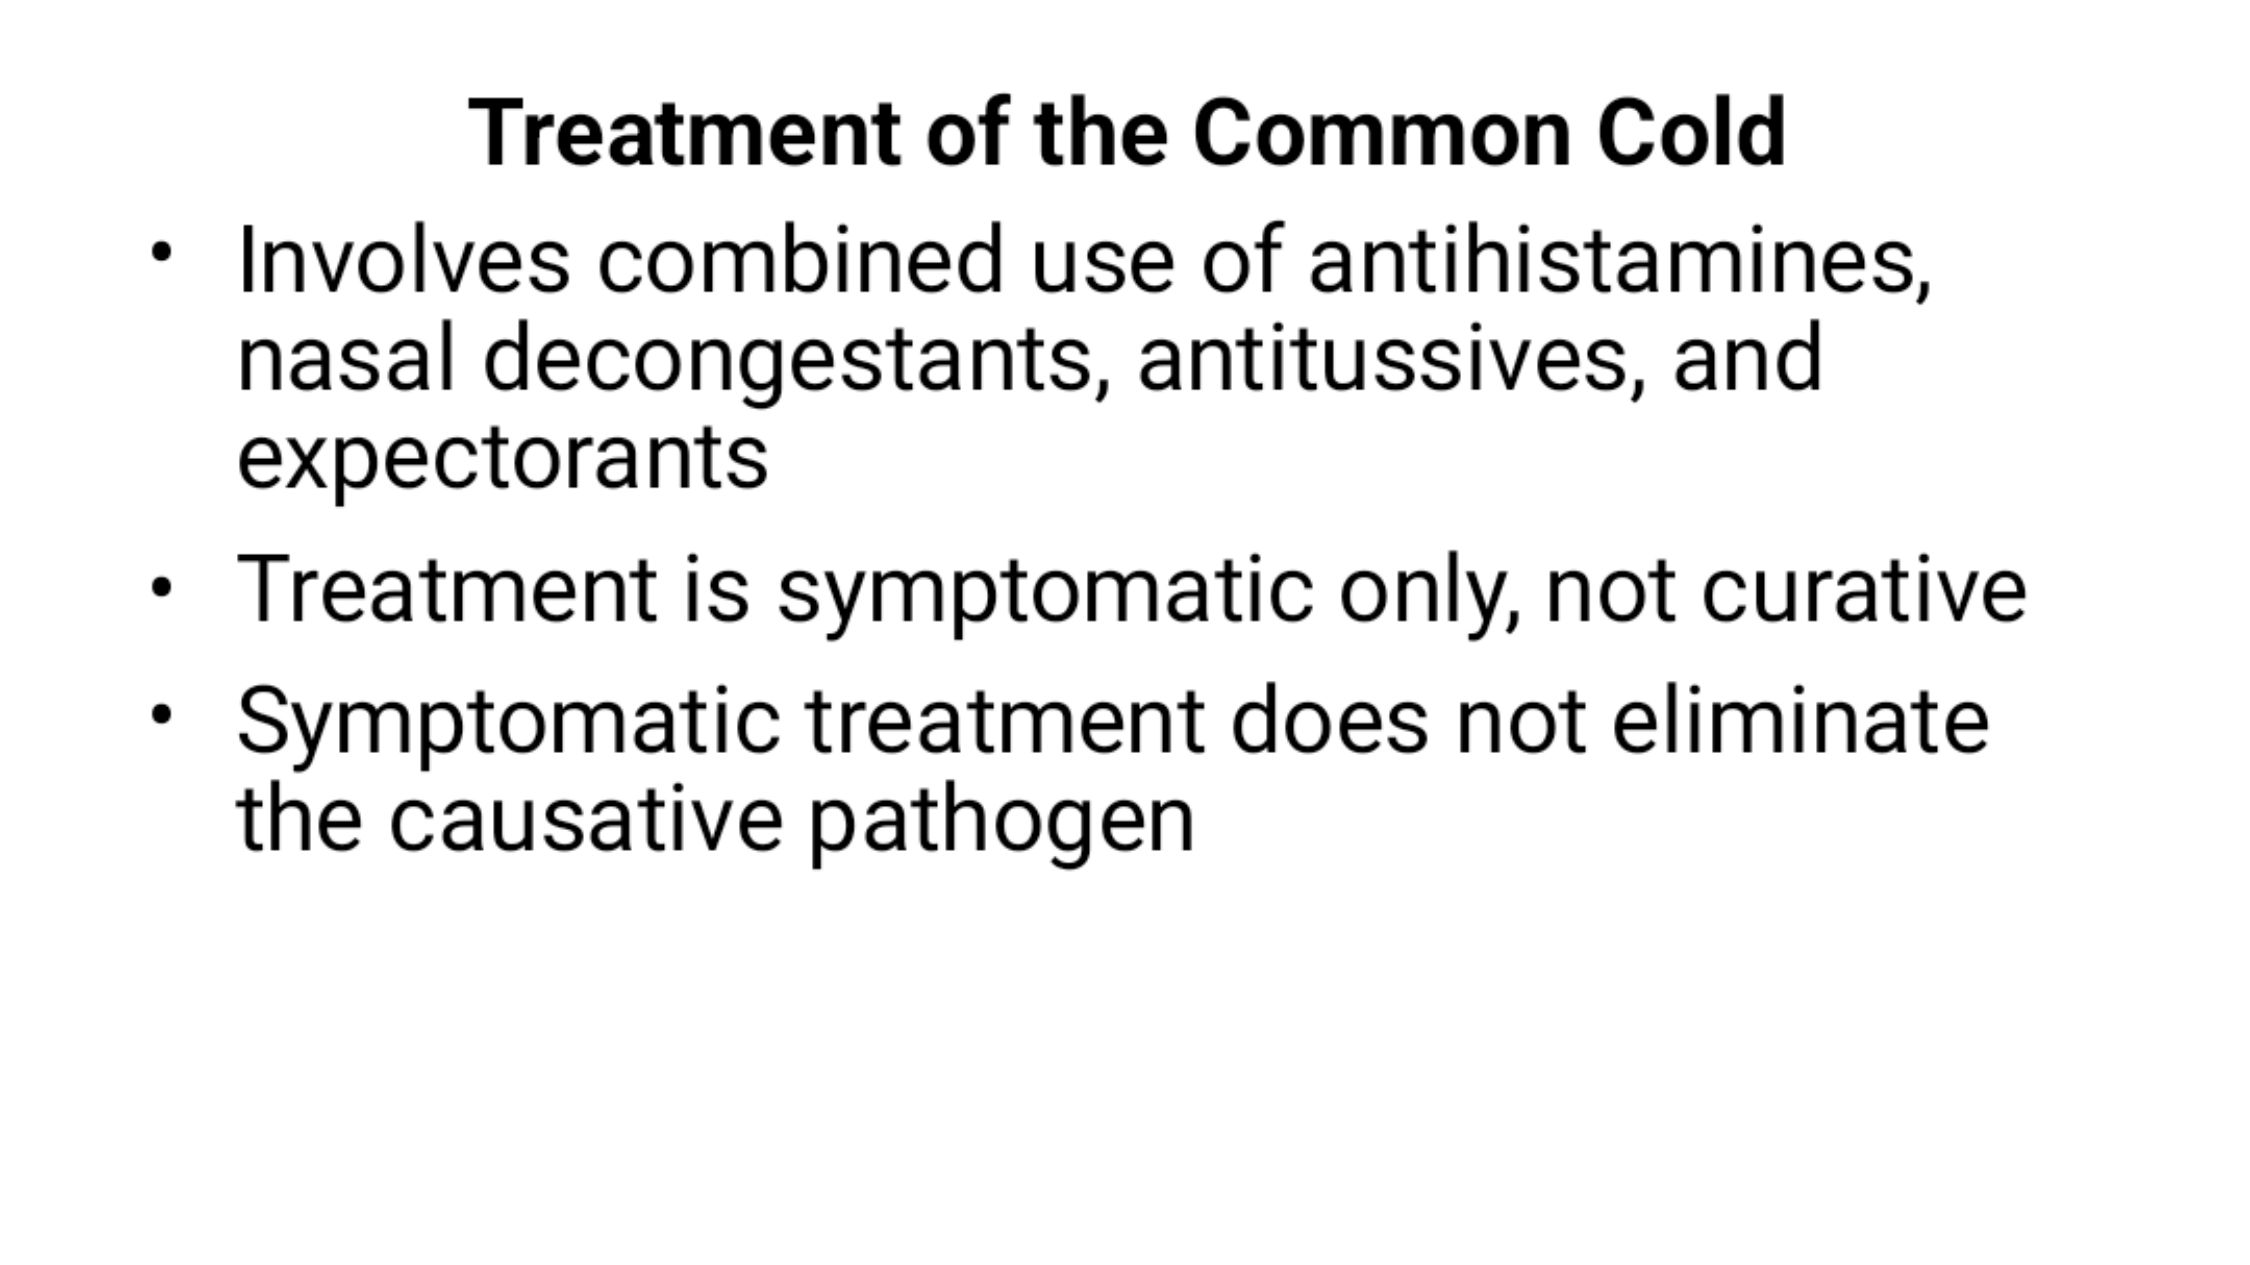 Treatment of the Common Cold
• Involves combined use of antihistamines,
nasal decongestants, antitussives, and
expectorants
• Treatment is symptomatic only, not curative
• Symptomatic treatment does not eliminate
the causative pathogen